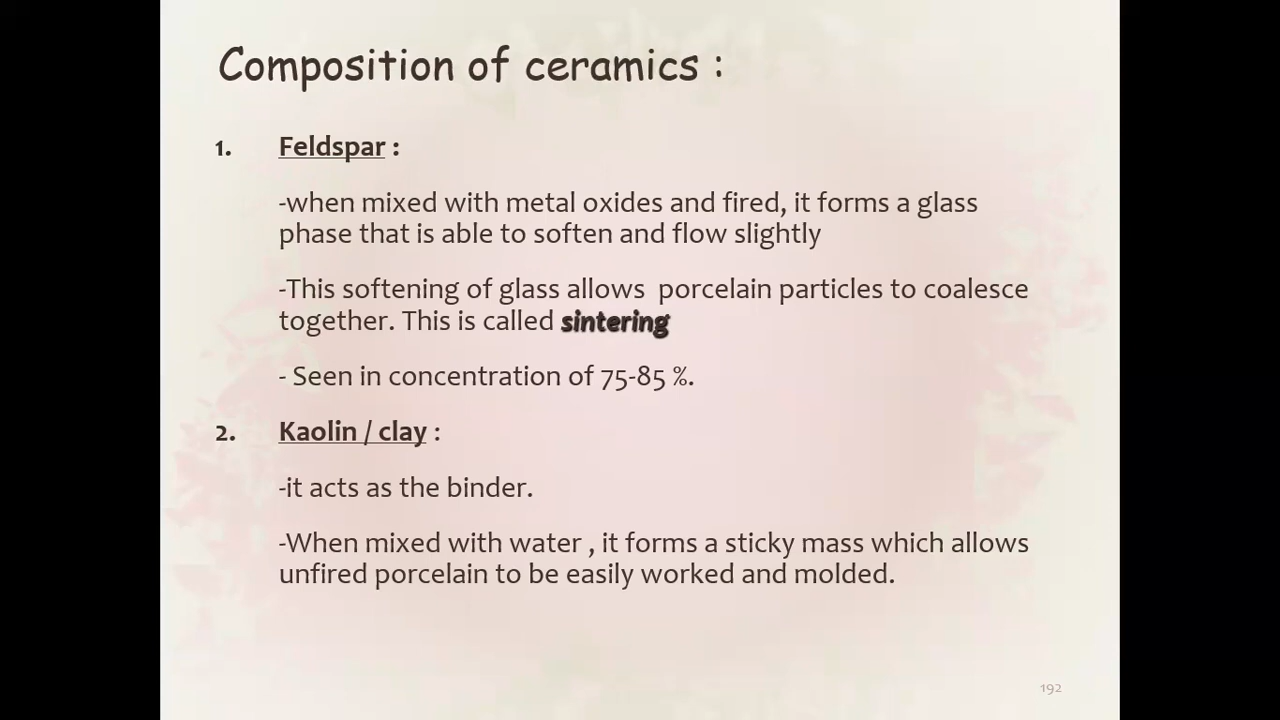 Composition of ceramics :
1. Feldspar :
-when mixed with metal oxides and fired, it forms a glass
phase that is able to soften and flow slightly
-This softening of glass allows  porcelain particles to coalesce
together. This is called sintering
- Seen in concentration of 75-85 %.
2. Kaolin / clay :
-it acts as the binder.
-When mixed with water , it forms a sticky mass which allows
unfired porcelain to be easily worked and molded.
192